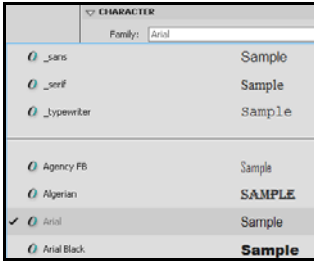 CHARACTER
Family: Arial
_sans Sample
_serif Sample
_typewriter Sample
Agency FB Sample
Algerian SAMPLE
Arial Sample
Arial Black Sample